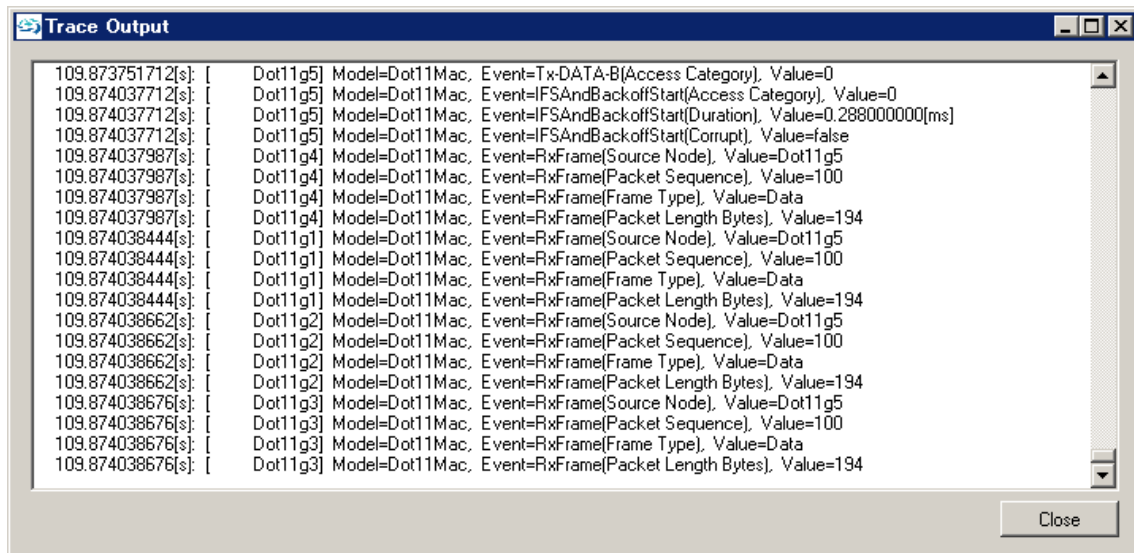 Trace Output
109.873751712[s]: [ Dot11g5] Model=Dot11Mac, Event=Tx-DATA-B(Access Category), Value=0
109.874037712[s]: [ Dot11g5] Model=Dot11Mac, Event=IFSAndBackoffStart(Access Category), Value=0
109.874037712[s]: [ Dot11g5] Model=Dot11Mac, Event=IFSAndBackoffStart(Duration), Value=0.288000000[ms]
109.874037712[s]: [ Dot11g5] Model=Dot11Mac, Event=IFSAndBackoffStart(Corrupt), Value=false
109.874037987[s]: [ Dot11g4] Model=Dot11Mac, Event=RxFrame(Source Node), Value=Dot11g5
109.874037987[s]: [ Dot11g4] Model=Dot11Mac, Event=RxFrame(Packet Sequence), Value=100
109.874037987[s]: [ Dot11g4] Model=Dot11Mac, Event=RxFrame(Frame Type), Value=Data
109.874037987[s]: [ Dot11g4] Model=Dot11Mac, Event=RxFrame(Packet Length Bytes), Value=194
109.874038444[s]: [ Dot11g1] Model=Dot11Mac, Event=RxFrame(Source Node), Value=Dot11g5
109.874038444[s]: [ Dot11g1] Model=Dot11Mac, Event=RxFrame(Packet Sequence), Value=100
109.874038444[s]: [ Dot11g1] Model=Dot11Mac, Event=RxFrame(Frame Type), Value=Data
109.874038444[s]: [ Dot11g1] Model=Dot11Mac, Event=RxFrame(Packet Length Bytes), Value=194
109.874038662[s]: [ Dot11g2] Model=Dot11Mac, Event=RxFrame(Source Node), Value=Dot11g5
109.874038662[s]: [ Dot11g2] Model=Dot11Mac, Event=RxFrame(Packet Sequence), Value=100
109.874038662[s]: [ Dot11g2] Model=Dot11Mac, Event=RxFrame(Frame Type), Value=Data
109.874038662[s]: [ Dot11g2] Model=Dot11Mac, Event=RxFrame(Packet Length Bytes), Value=194
109.874038676[s]: [ Dot11g3] Model=Dot11Mac, Event=RxFrame(Source Node), Value=Dot11g5
109.874038676[s]: [ Dot11g3] Model=Dot11Mac, Event=RxFrame(Packet Sequence), Value=100
109.874038676[s]: [ Dot11g3] Model=Dot11Mac, Event=RxFrame(Frame Type), Value=Data
109.874038676[s]: [ Dot11g3] Model=Dot11Mac, Event=RxFrame(Packet Length Bytes), Value=194
Close